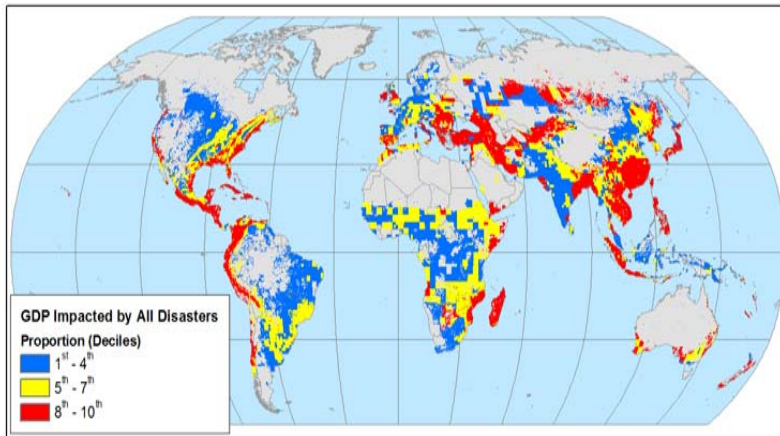 GDP Impacted by All Disasters
Proportion (Deciles)
1st - 4th
5th - 7th
8th - 10th